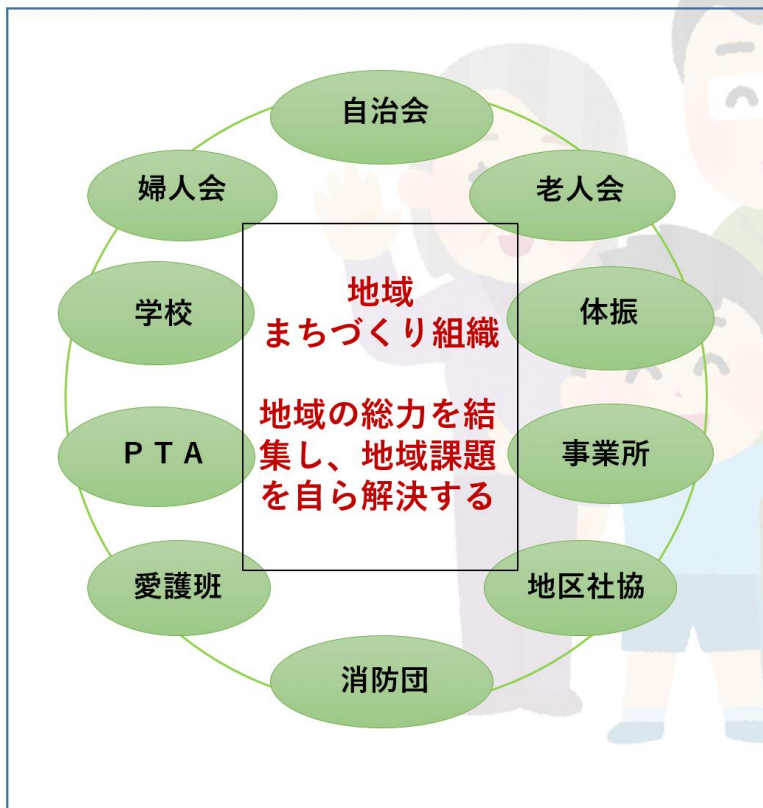 自治会
婦人会
老人会
学校
体振
地域
まちづくり組織
地域の総力を結
集し、地域課題
を自ら解決する
ＰＴＡ
事業所
愛護班
地区社協
消防団